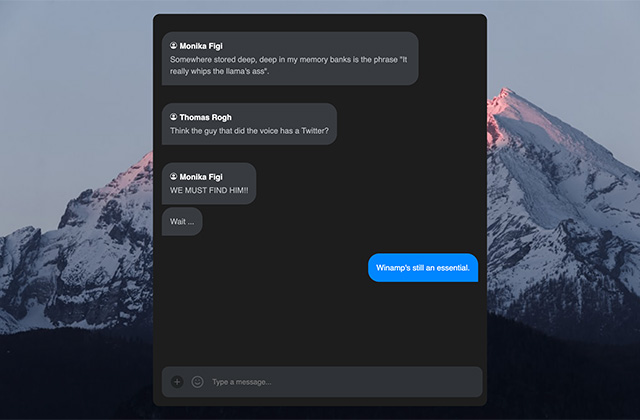 Monika Figi
Somewhere stored deep, deep in my memory banks is the phrase "It
really whips the llama's ass".
Thomas Rogh
Think the guy that did the voice has a Twitter?
Monika Figi
WE MUST FIND HIM!!
Wait ...
Winamp's still an essential.
Type a message...